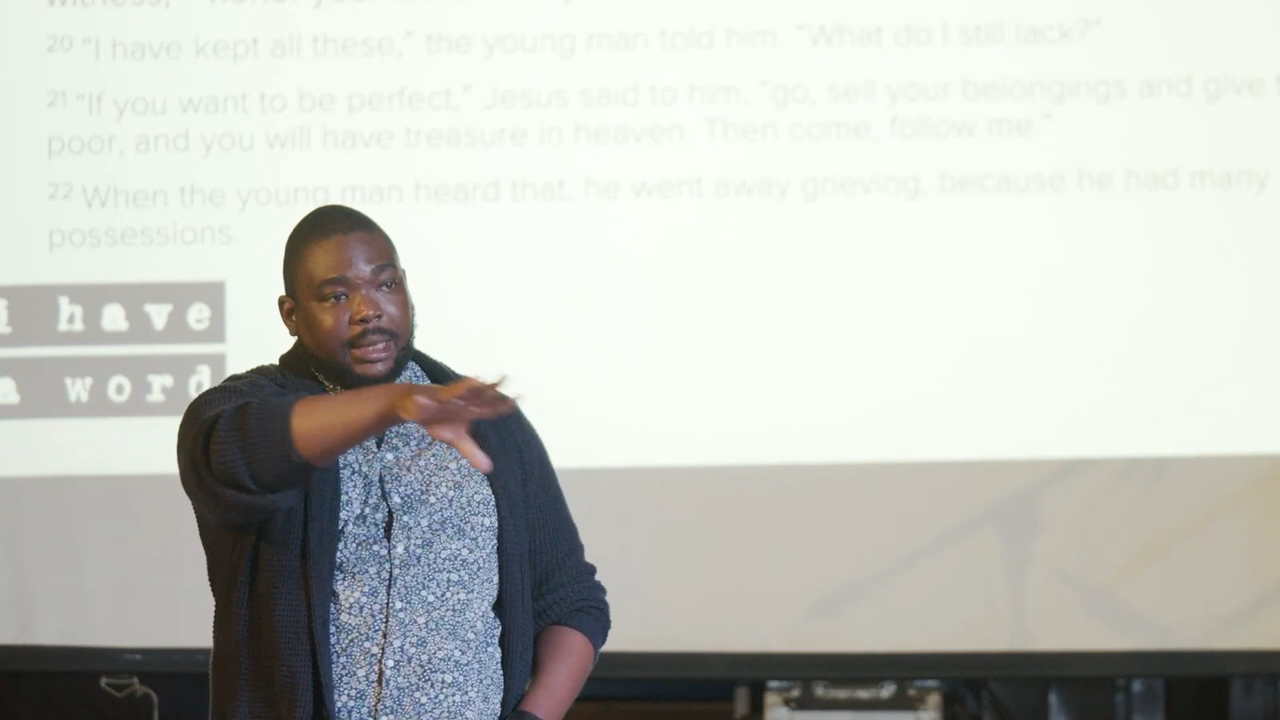 20 “I have kept all these,” the young man told him. “What do I still lack?”
21 “If you want to be perfect,” Jesus said to him, “go, sell your belongings and give
poor, and you will have treasure in heaven. Then come, follow me.”
22 When the young man heard that, he went away grieving, because he had many
possessions.
i have
a word